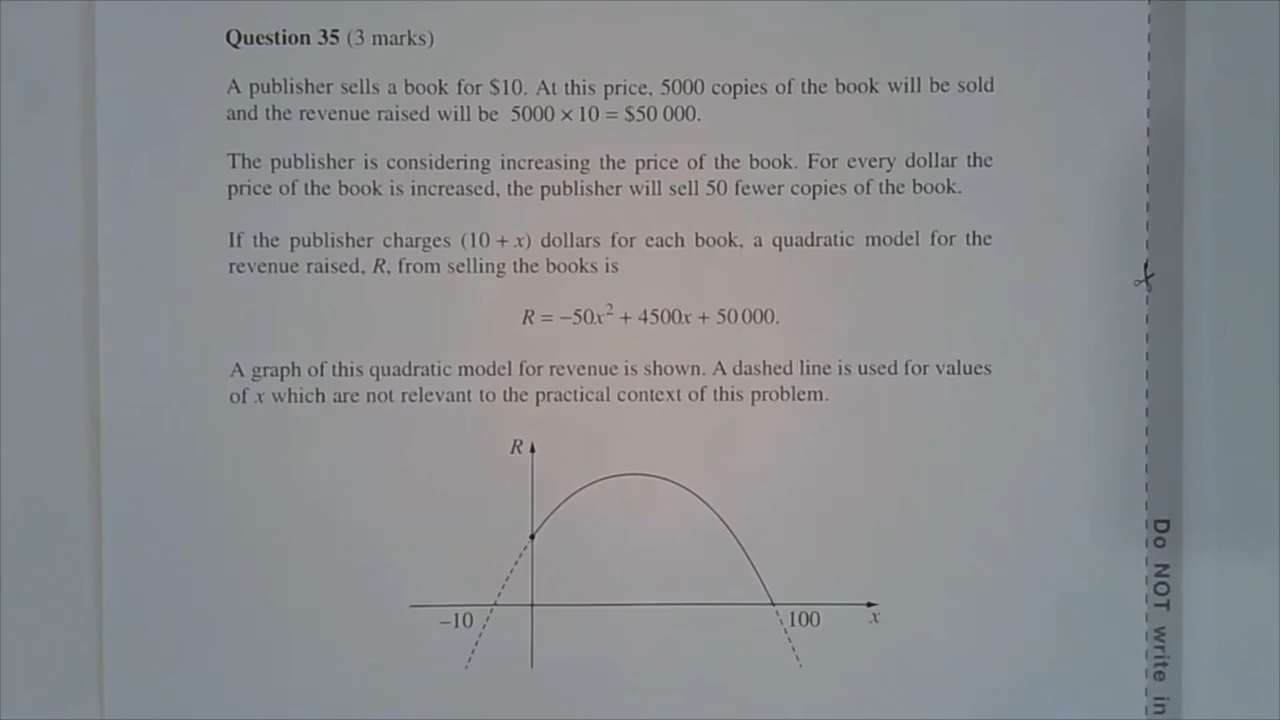 Question 35 (3 marks)
A publisher sells a book for $10. At this price, 5000 copies of the book will be sold
and the revenue raised will be 5000 × 10 = $50 000.
The publisher is considering increasing the price of the book. For every dollar the
price of the book is increased, the publisher will sell 50 fewer copies of the book.
If the publisher charges (10 + x) dollars for each book, a quadratic model for the
revenue raised, R, from selling the books is
R = −50x² + 4500x + 50 000.
A graph of this quadratic model for revenue is shown. A dashed line is used for values
of x which are not relevant to the practical context of this problem.
R
−10
100
x
Do NOT write in